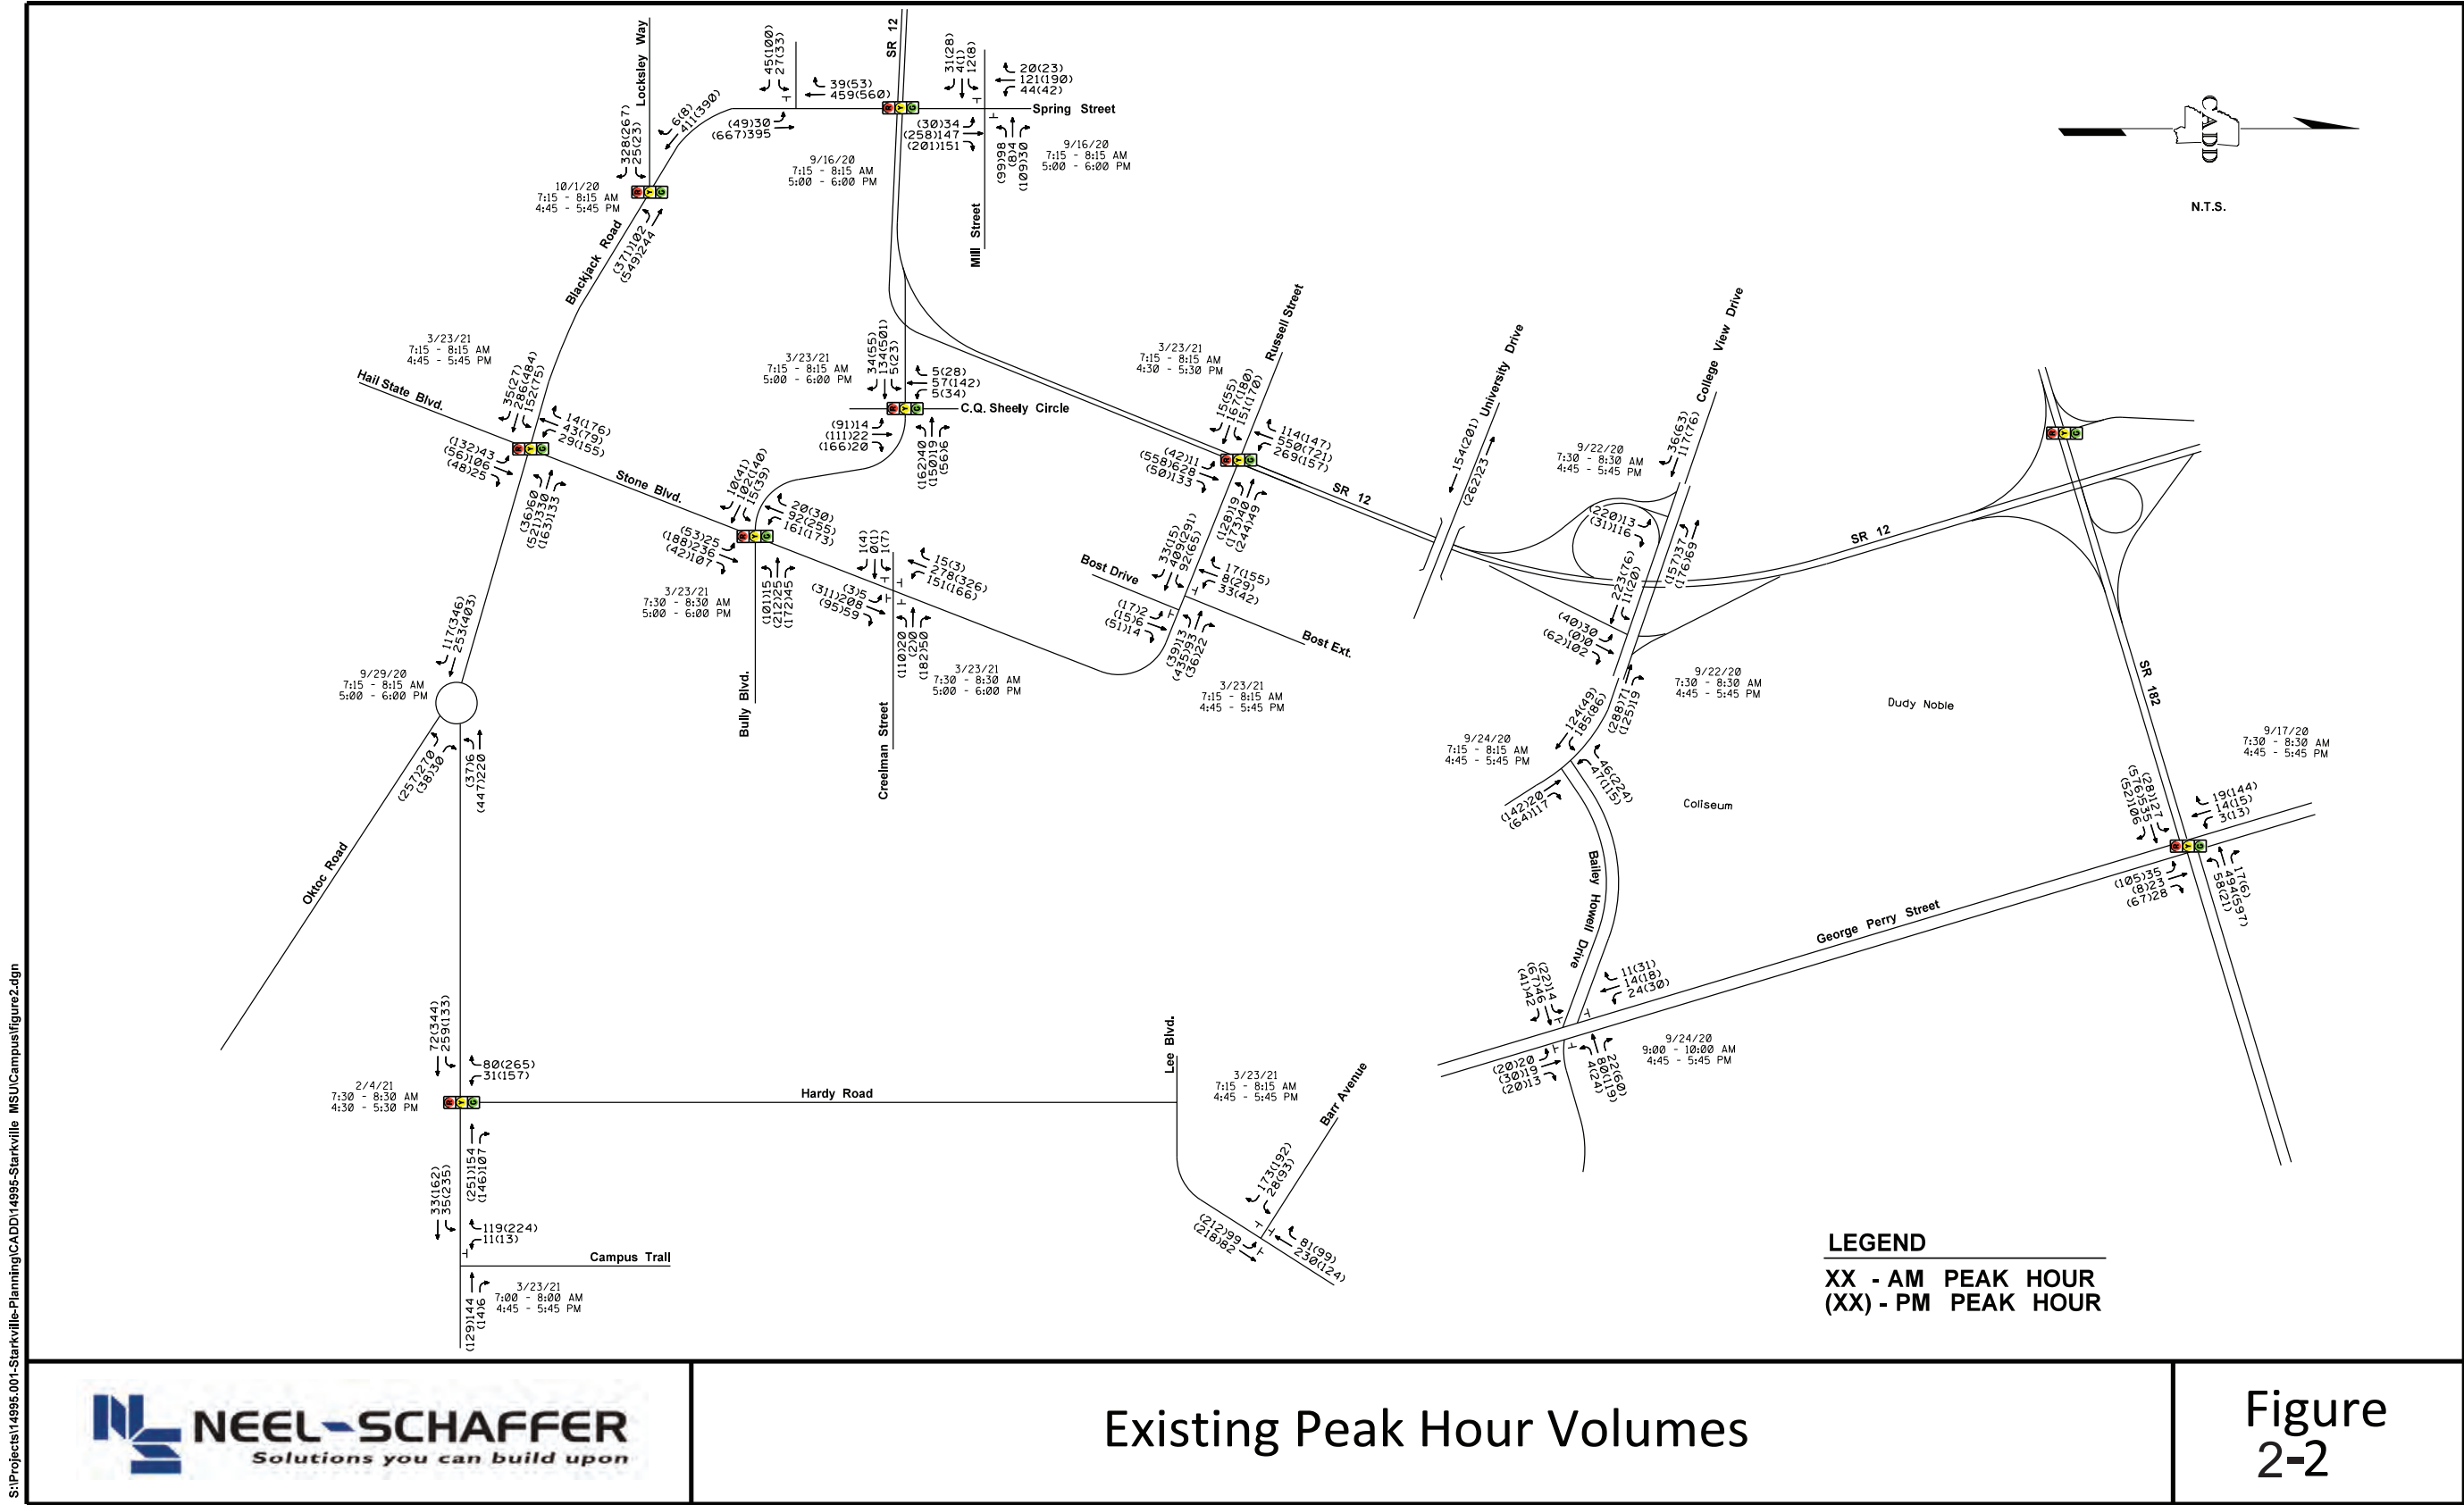 Locksley Way
328(267)
25(23)
6(8)
411(390)
10/1/20
7:15 - 8:15 AM
4:45 - 5:45 PM
(371)102
(549)244
Blackjack Road
45(100)
27(33)
39(53)
459(560)
(49)30
(667)395
SR 12
9/16/20
7:15 - 8:15 AM
5:00 - 6:00 PM
31(28)
4(1)
12(8)
20(23)
121(190)
44(42)
Spring Street
(30)34
(258)147
(201)151
(99)98
(8)4
(109)30
9/16/20
7:15 - 8:15 AM
5:00 - 6:00 PM
Mill Street
CADD
N.T.S.
3/23/21
7:15 - 8:15 AM
4:45 - 5:45 PM
Hail State Blvd.
35(27)
286(484)
152(75)
14(176)
43(79)
29(155)
(132)43
(56)106
(48)25
(36)60
(521)330
(163)133
Stone Blvd.
3/23/21
7:15 - 8:15 AM
5:00 - 6:00 PM
34(55)
134(501)
5(23)
5(28)
57(142)
5(34)
C.Q. Sheely Circle
(91)14
(111)22
(166)20
(162)40
(150)19
(56)6
10(41)
102(140)
15(39)
20(30)
92(255)
161(173)
(53)25
(188)236
(42)107
3/23/21
7:30 - 8:30 AM
5:00 - 6:00 PM
(101)15
(212)25
(172)45
Bully Blvd.
1(4)
0(1)
1(7)
15(3)
278(326)
151(166)
(3)5
(311)208
(95)59
(110)20
(2)0
(182)50
3/23/21
7:30 - 8:30 AM
5:00 - 6:00 PM
Creelman Street
3/23/21
7:15 - 8:15 AM
4:30 - 5:30 PM
Russell Street
15(55)
167(180)
151(170)
114(147)
550(721)
269(157)
(42)11
(558)628
(50)133
(128)19
(173)40
(244)49
SR 12
Bost Drive
33(15)
409(291)
92(65)
17(155)
8(29)
33(42)
(17)2
(15)6
(51)14
(39)13
(435)93
(36)22
Bost Ext.
3/23/21
7:15 - 8:15 AM
4:45 - 5:45 PM
154(201)
(262)23
University Drive
9/22/20
7:30 - 8:30 AM
4:45 - 5:45 PM
36(63)
117(76)
College View Drive
(220)13
(31)116
223(76)
11(20)
(157)37
(176)69
SR 12
(40)30
(0)0
(62)102
(288)71
(125)19
9/22/20
7:30 - 8:30 AM
4:45 - 5:45 PM
124(49)
185(86)
9/24/20
7:15 - 8:15 AM
4:45 - 5:45 PM
46(224)
47(115)
(142)20
(64)117
Dudy Noble
Coliseum
Bailey Howell Drive
SR 182
9/17/20
7:30 - 8:30 AM
4:45 - 5:45 PM
(28)127
(576)535
(52)106
19(144)
14(15)
3(13)
(105)35
(8)23
(67)28
17(6)
494(597)
58(21)
George Perry Street
(22)14
(67)46
(41)42
11(31)
14(18)
24(30)
(20)20
(30)19
(20)13
22(60)
80(119)
4(24)
9/24/20
9:00 - 10:00 AM
4:45 - 5:45 PM
117(346)
253(403)
9/29/20
7:15 - 8:15 AM
5:00 - 6:00 PM
(257)270
(38)30
(37)6
(447)220
Oktoc Road
72(344)
259(133)
80(265)
31(157)
2/4/21
7:30 - 8:30 AM
4:30 - 5:30 PM
Hardy Road
(251)154
(146)107
33(162)
35(235)
119(224)
11(13)
Campus Trail
(129)144
(14)6
3/23/21
7:00 - 8:00 AM
4:45 - 5:45 PM
Lee Blvd.
3/23/21
7:15 - 8:15 AM
4:45 - 5:45 PM
Barr Avenue
173(192)
28(93)
(212)99
(218)82
81(99)
230(124)
LEGEND
XX - AM PEAK HOUR
(XX) - PM PEAK HOUR
S:\Projects\14995.001-Starkville-Planning\CADD\14995-Starkville MSU\Campus\figure2.dgn
NEEL-SCHAFFER
Solutions you can build upon
Existing Peak Hour Volumes
Figure
2-2